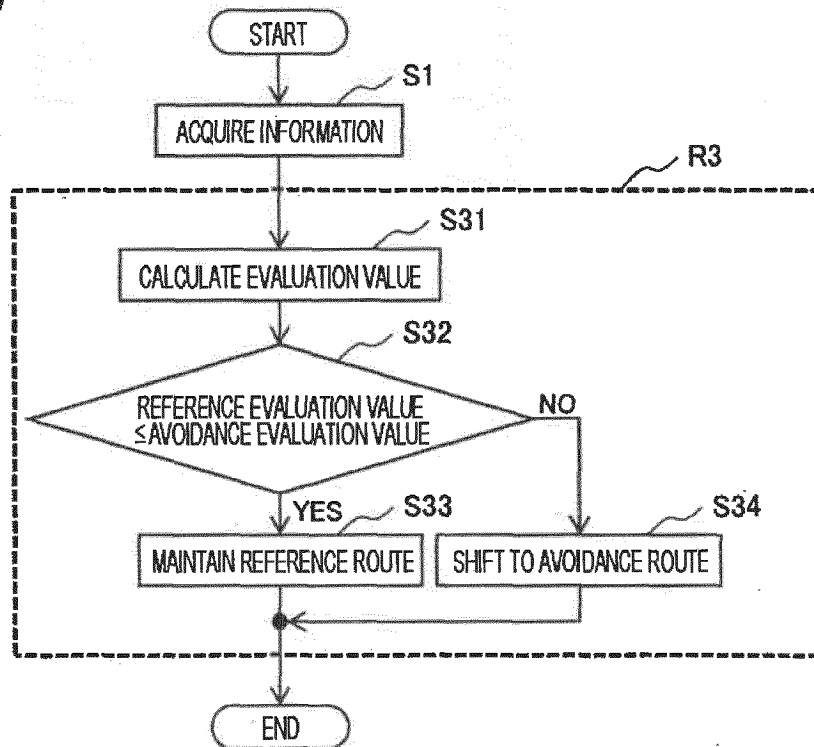 START
S1
ACQUIRE INFORMATION
R3
S31
CALCULATE EVALUATION VALUE
S32
REFERENCE EVALUATION VALUE
≤AVOIDANCE EVALUATION VALUE
NO
YES
S33
S34
MAINTAIN REFERENCE ROUTE
SHIFT TO AVOIDANCE ROUTE
END